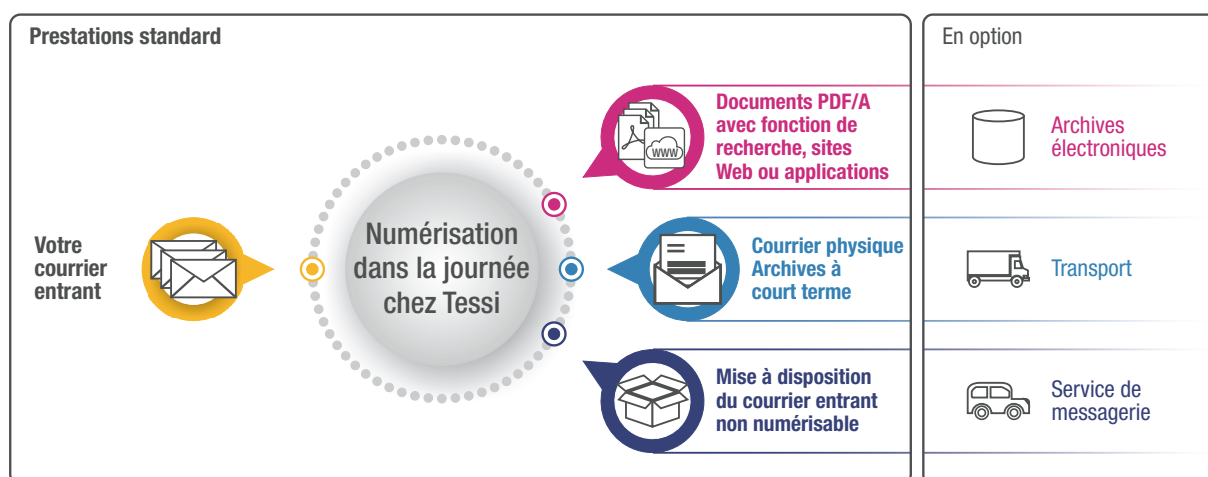 Prestations standard
Votre
courrier
entrant
Numérisation
dans la journée
chez Tessi
WWW
Documents PDF/A
avec fonction de
recherche, sites
Web ou applications
Courrier physique
Archives à
court terme
Mise à disposition
du courrier entrant
non numérisable
En option
Archives
électroniques
Transport
Service de
messagerie